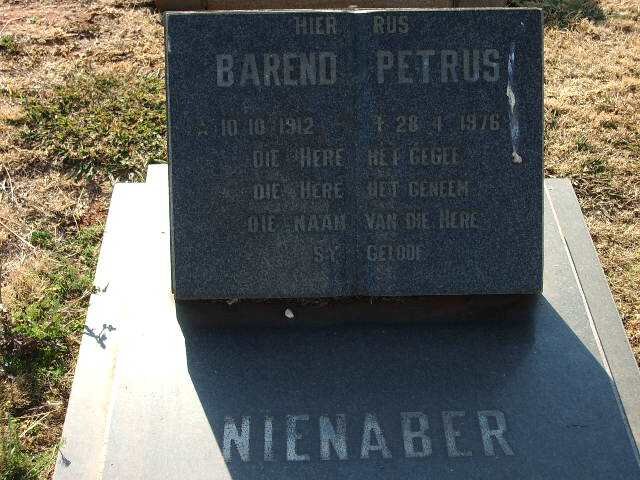 HIER RUS
BAREND PETRUS
☆ 10·10·1912 - † 28·4·1976
DIE HERE HET GEGEE
DIE HERE HET GENEEM
DIE NAAM VAN DIE HERE
SY GELOOF
NIENABER